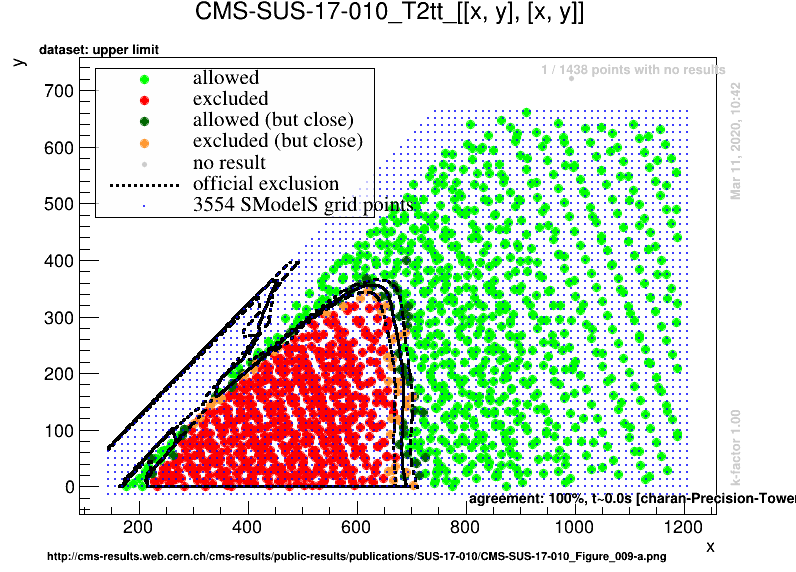 CMS-SUS-17-010_T2tt_[[x, y], [x, y]]
dataset: upper limit
y
1 / 1438 points with no results
allowed
excluded
allowed (but close)
excluded (but close)
no result
official exclusion
3554 SModelS grid points
700
600
500
400
300
200
100
0
200
400
600
800
1000
1200
x
Mar 11, 2020, 10:42
k-factor 1.00
agreement: 100%, t~0.0s [charan-Precision-Tower
http://cms-results.web.cern.ch/cms-results/public-results/publications/SUS-17-010/CMS-SUS-17-010_Figure_009-a.png